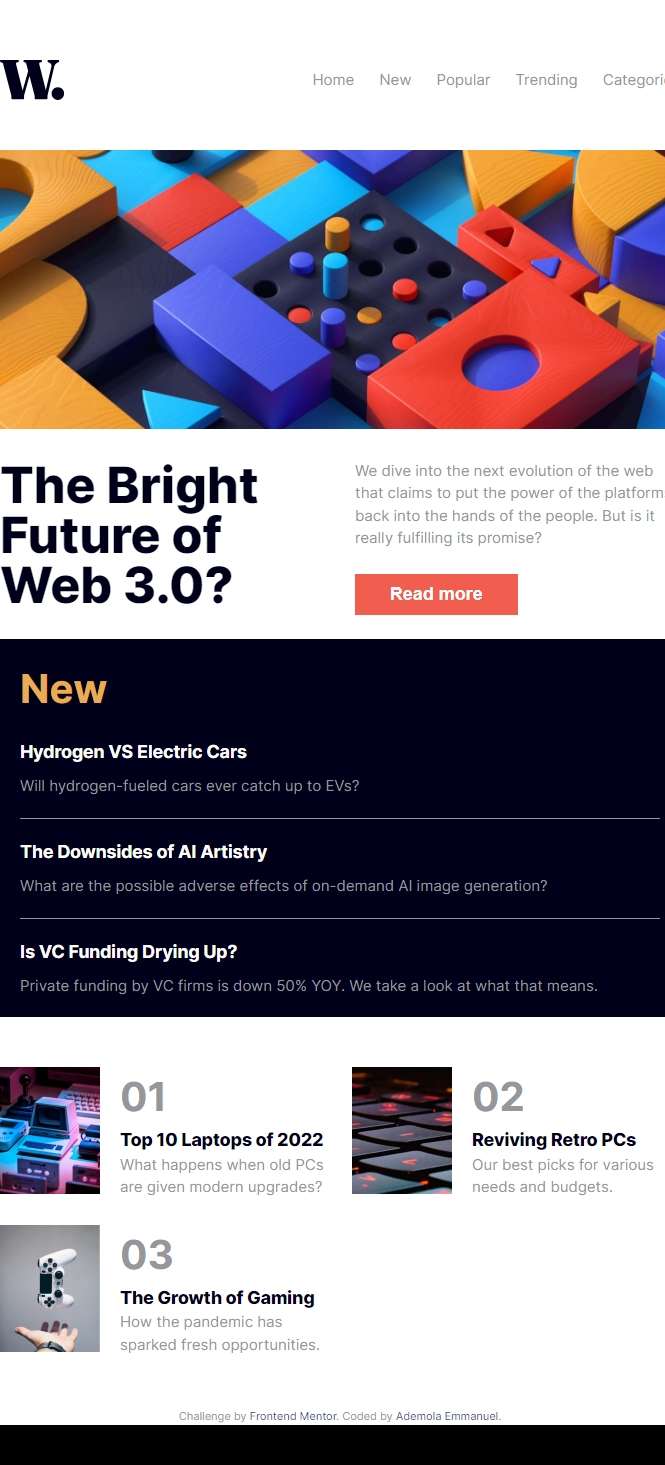 W.
Home New Popular Trending
The Bright
Future of
Web 3.0?
We dive into the next evolution of the web
that claims to put the power of the platforms
back into the hands of the people. But is it
really fulfilling its promise?
Read more
New
Hydrogen VS Electric Cars
Will hydrogen-fueled cars ever catch up to EVs?
The Downsides of AI Artistry
What are the possible adverse effects of on-demand AI image generation?
Is VC Funding Drying Up?
Private funding by VC firms is down 50% YOY. We take a look at what that means.
01
Top 10 Laptops of 2022
What happens when old PCs
are given modern upgrades?
02
Reviving Retro PCs
Our best picks for various
needs and budgets.
03
The Growth of Gaming
How the pandemic has
sparked fresh opportunities.
Challenge by Frontend Mentor. Coded by Ademola Emmanuel.